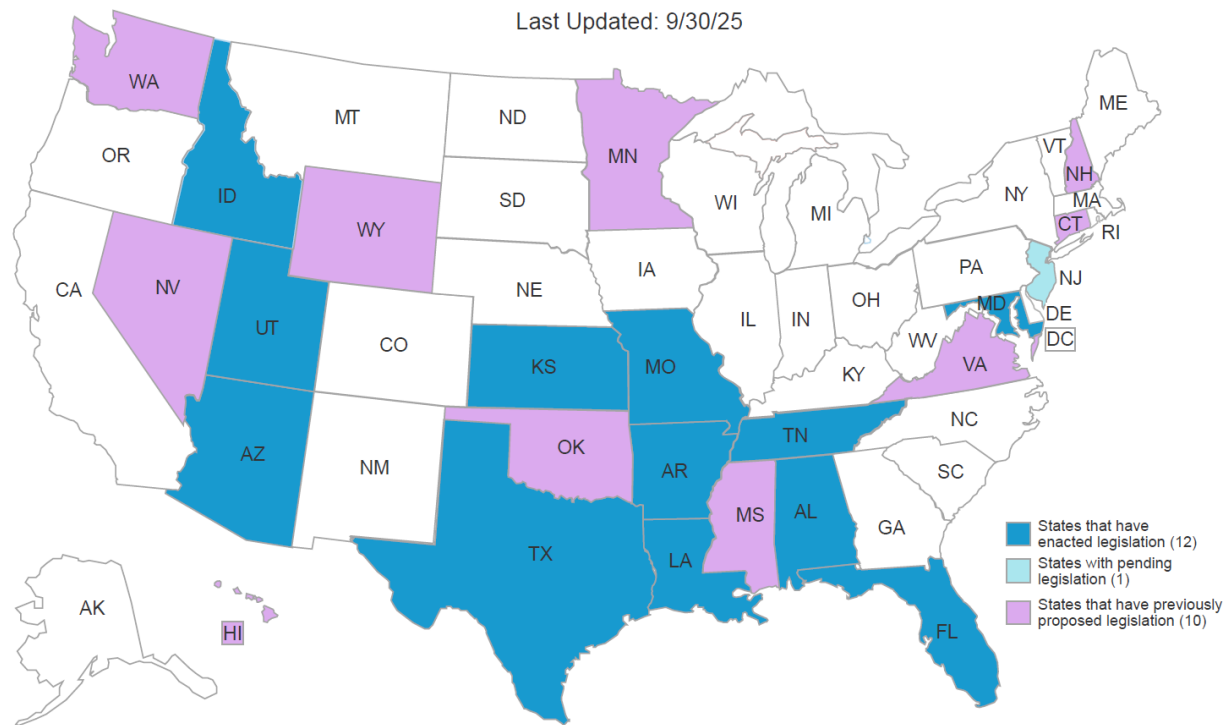 Last Updated: 9/30/25
WA
MT
ND
MN
ME
OR
ID
SD
WI
MI
VT
NH
NY
MA
CT
RI
WY
NV
CA
UT
CO
NE
IA
IL
IN
OH
PA
NJ
MD
DE
DC
WV
VA
KS
MO
KY
AZ
NM
OK
AR
TN
NC
SC
MS
AL
GA
TX
LA
FL
AK
HI
States that have
enacted legislation (12)
States with pending
legislation (1)
States that have previously
proposed legislation (10)